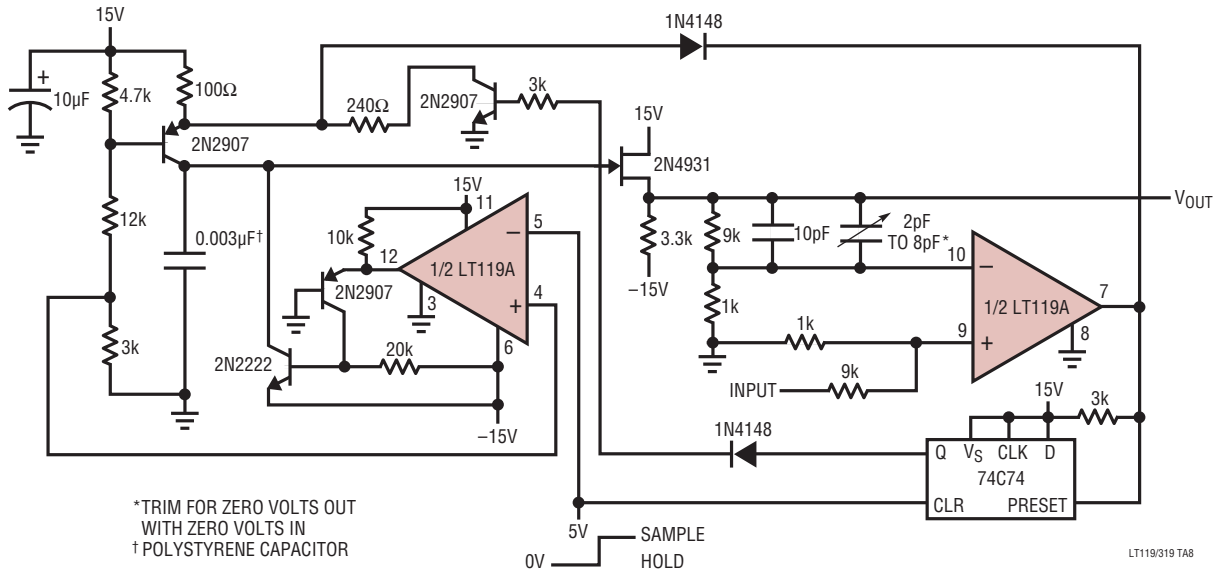 15V
1N4148
+
10µF
4.7k
100Ω
240Ω
2N2907
3k
15V
2N2907
2N4931
15V
11
VOUT
12k
0.003µF†
10k
12
5
−
1/2 LT119A
3.3k
9k
10pF
2pF
TO 8pF*
10
−
2N2907
3
4
+
−15V
7
1/2 LT119A
6
1k
1k
9
+
8
3k
2N2222
20k
INPUT
9k
15V
3k
−15V
1N4148
Q
VS
CLK
D
74C74
CLR
PRESET
*TRIM FOR ZERO VOLTS OUT
WITH ZERO VOLTS IN
† POLYSTYRENE CAPACITOR
5V
SAMPLE
0V
HOLD
LT119/319 TA8